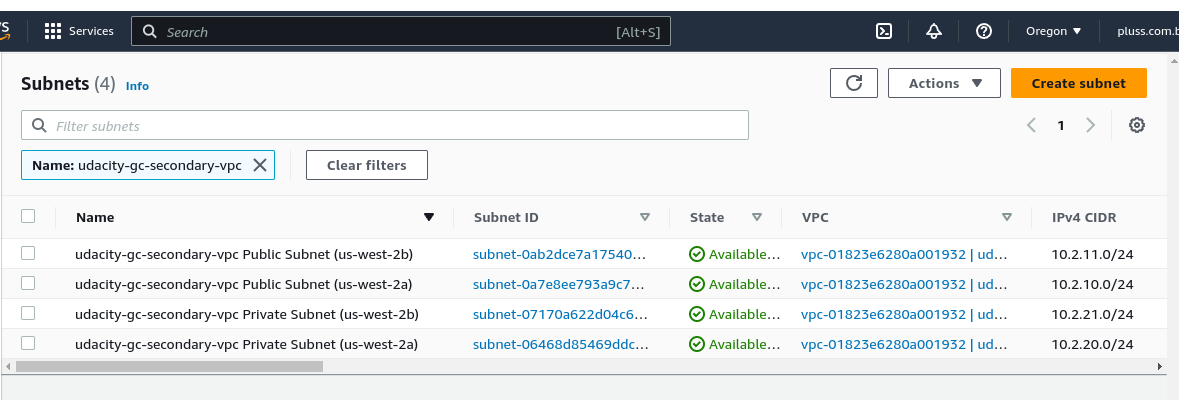 Services Search [Alt+S] Oregon pluss.com.b
Subnets (4) Info Actions Create subnet
Filter subnets 1
Name: udacity-gc-secondary-vpc Clear filters
Name Subnet ID State VPC IPv4 CIDR
udacity-gc-secondary-vpc Public Subnet (us-west-2b) subnet-0ab2dce7a17540... Available... vpc-01823e6280a001932 | ud... 10.2.11.0/24
udacity-gc-secondary-vpc Public Subnet (us-west-2a) subnet-0a7e8ee793a9c7... Available... vpc-01823e6280a001932 | ud... 10.2.10.0/24
udacity-gc-secondary-vpc Private Subnet (us-west-2b) subnet-07170a622d04c6... Available... vpc-01823e6280a001932 | ud... 10.2.21.0/24
udacity-gc-secondary-vpc Private Subnet (us-west-2a) subnet-06468d85469ddc... Available... vpc-01823e6280a001932 | ud... 10.2.20.0/24